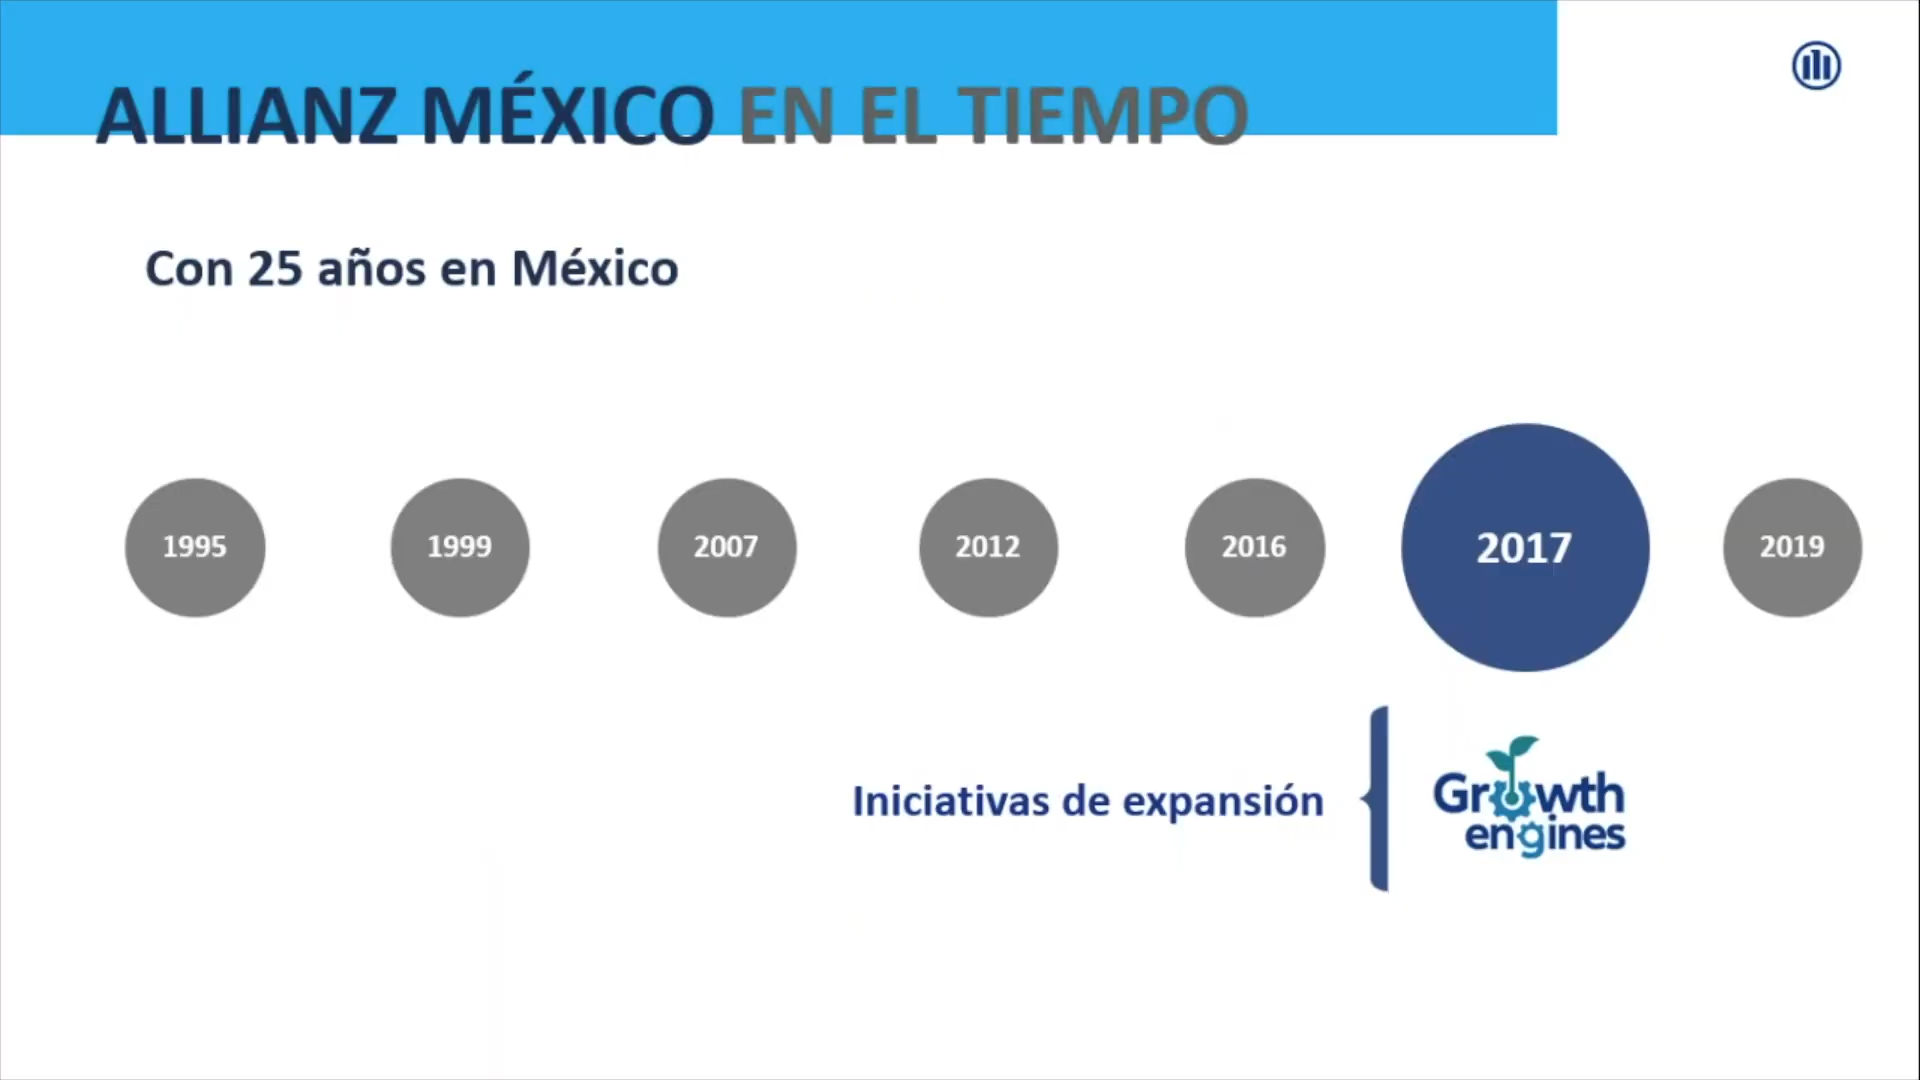 ALLIANZ MÉXICO EN EL TIEMPO
Con 25 años en México
1995
1999
2007
2012
2016
2017
2019
Iniciativas de expansión
Growth
engines